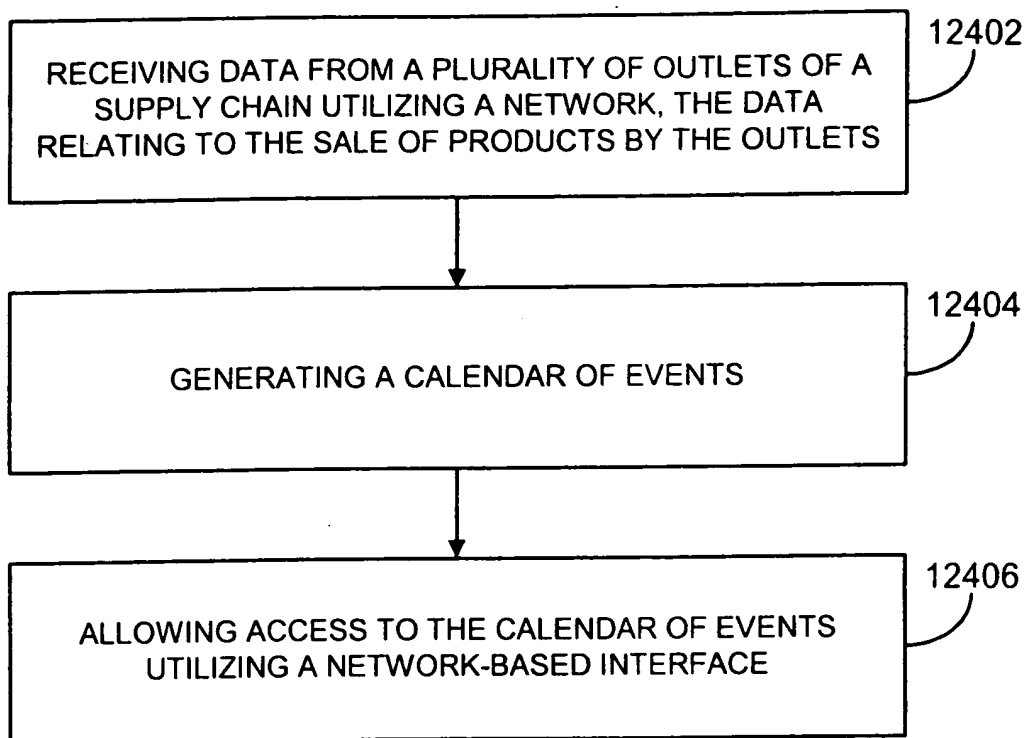 12402
RECEIVING DATA FROM A PLURALITY OF OUTLETS OF A
SUPPLY CHAIN UTILIZING A NETWORK, THE DATA
RELATING TO THE SALE OF PRODUCTS BY THE OUTLETS
12404
GENERATING A CALENDAR OF EVENTS
12406
ALLOWING ACCESS TO THE CALENDAR OF EVENTS
UTILIZING A NETWORK-BASED INTERFACE